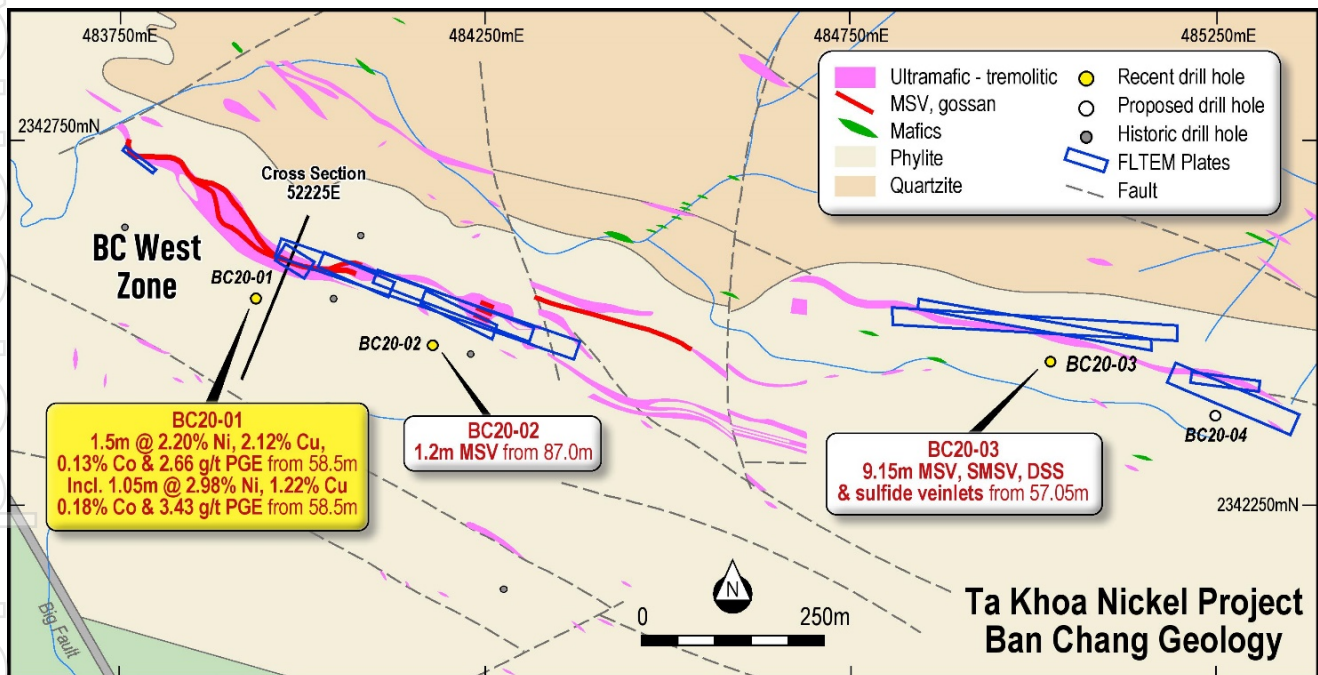 483750mE
484250mE
484750mE
485250mE
Ultramafic - tremolitic
MSV, gossan
Mafics
Phylite
Quartzite
Recent drill hole
Proposed drill hole
Historic drill hole
FLTEM Plates
Fault
2342750mN
Cross Section
52225E
BC West
Zone
BC20-01
BC20-02
BC20-03
BC20-04
BC20-01
1.5m @ 2.20% Ni, 2.12% Cu,
0.13% Co & 2.66 g/t PGE from 58.5m
Incl. 1.05m @ 2.98% Ni, 1.22% Cu
0.18% Co & 3.43 g/t PGE from 58.5m
BC20-02
1.2m MSV from 87.0m
BC20-03
9.15m MSV, SMSV, DSS
& sulfide veinlets from 57.05m
2342250mN
Big Fault
N
0
250m
Ta Khoa Nickel Project
Ban Chang Geology